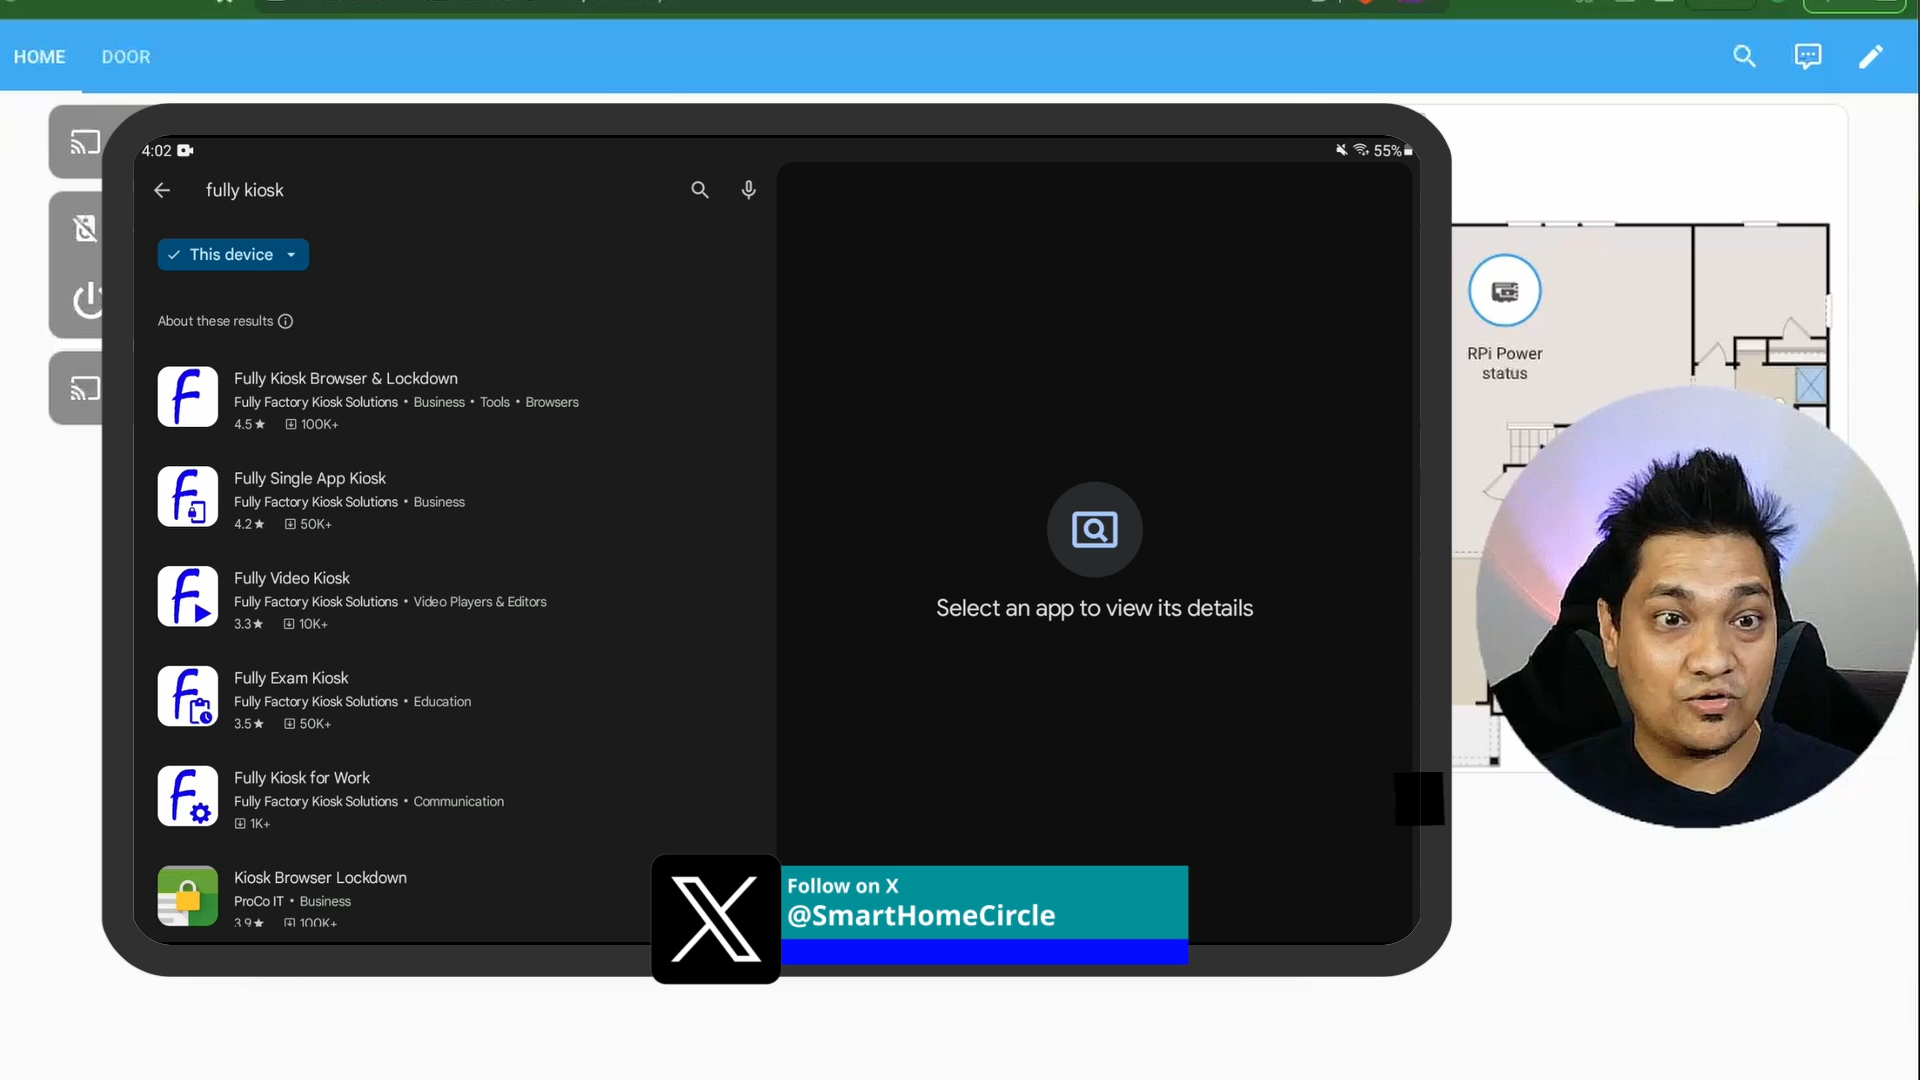 HOME
DOOR
4:02
55%
fully kiosk
This device
About these results
Fully Kiosk Browser & Lockdown
Fully Factory Kiosk Solutions • Business • Tools • Browsers
4.5★ 100K+
Fully Single App Kiosk
Fully Factory Kiosk Solutions • Business
4.2★ 50K+
Fully Video Kiosk
Fully Factory Kiosk Solutions • Video Players & Editors
3.3★ 10K+
Fully Exam Kiosk
Fully Factory Kiosk Solutions • Education
3.5★ 50K+
Fully Kiosk for Work
Fully Factory Kiosk Solutions • Communication
1K+
Kiosk Browser Lockdown
ProCo IT • Business
3.9★ 100K+
Select an app to view its details
RPi Power
status
Follow on X
@SmartHomeCircle